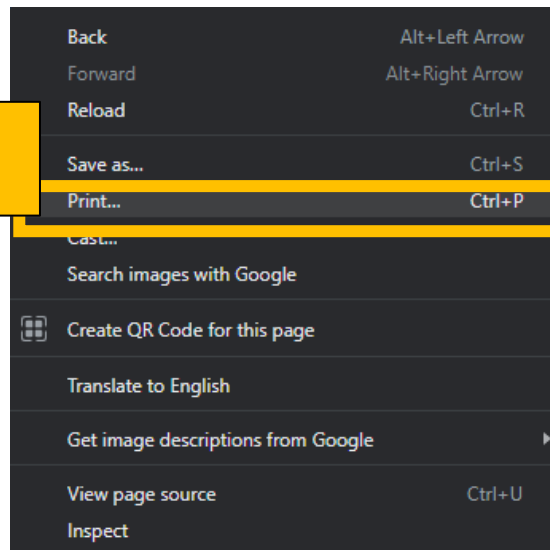 Back Alt+Left Arrow
Forward Alt+Right Arrow
Reload Ctrl+R
Save as... Ctrl+S
Print... Ctrl+P
Cast...
Search images with Google
Create QR Code for this page
Translate to English
Get image descriptions from Google
View page source Ctrl+U
Inspect